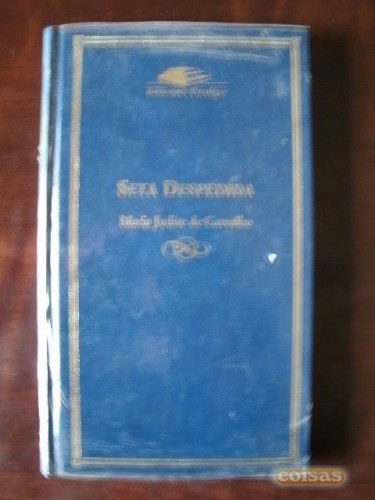 SETA DESPEDIDA
Maria Judite de Carvalho
coisas